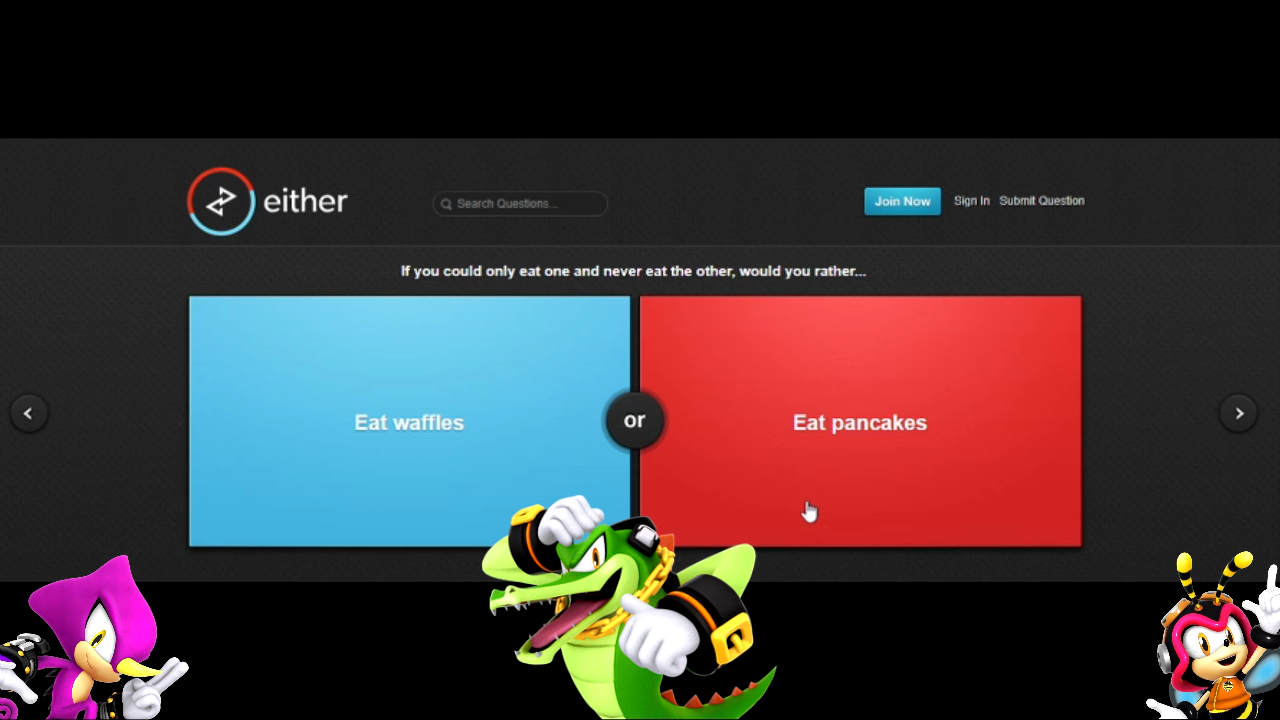 either
Search Questions...
Join Now
Sign In
Submit Question
If you could only eat one and never eat the other, would you rather...
Eat waffles
or
Eat pancakes